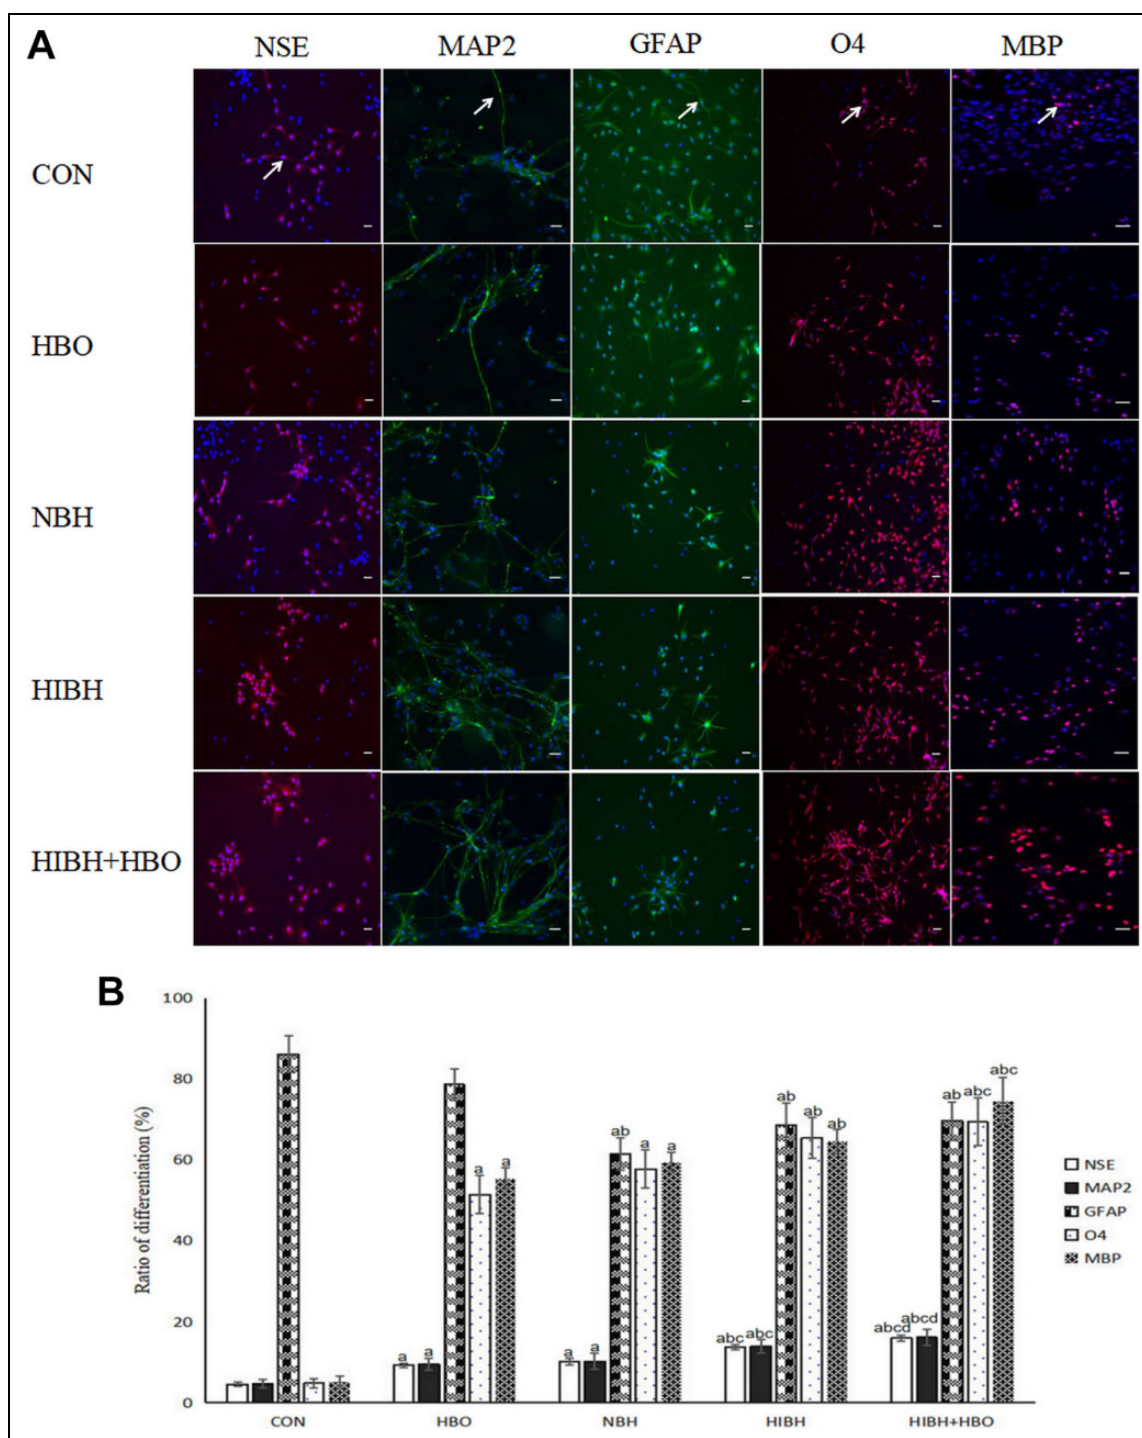 A
NSE MAP2 GFAP O4 MBP
CON
HBO
NBH
HIBH
HIBH+HBO
B
100
80
60
40
20
0
Ratio of differentiation (%)
a a a a
a a ab a a
abc abc ab ab ab
abcd abcd ab abc abc
CON HBO NBH HIBH HIBH+HBO
NSE
MAP2
GFAP
O4
MBP